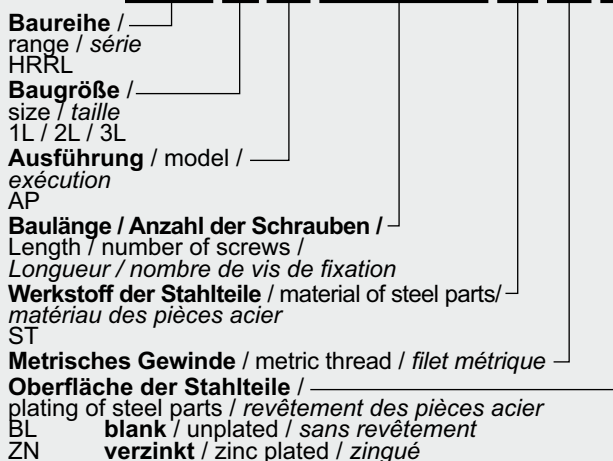 Baureihe /
range / série
HRRL
Baugröße /
size / taille
1L / 2L / 3L
Ausführung / model /
exécution
AP
Baulänge / Anzahl der Schrauben /
Length / number of screws /
Longueur / nombre de vis de fixation
Werkstoff der Stahlteile / material of steel parts/
matériau des pièces acier
ST
Metrisches Gewinde / metric thread / filet métrique
Oberfläche der Stahlteile /
plating of steel parts / revêtement des pièces acier
BL blank / unplated / sans revêtement
ZN verzinkt / zinc plated / zingué